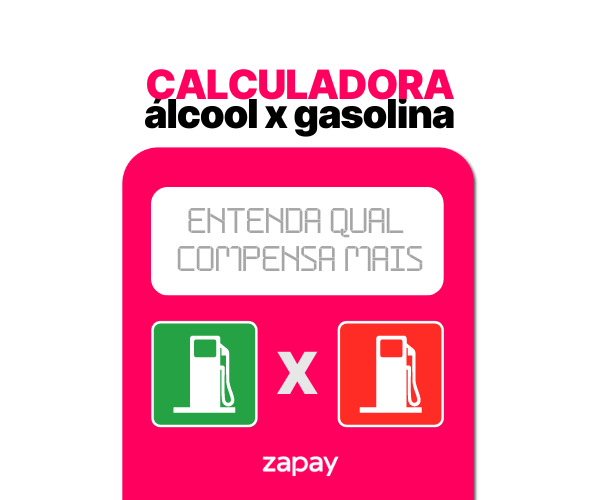 CALCULADORA
álcool x gasolina
ENTENDA QUAL
COMPENSA MAIS
X
zapay